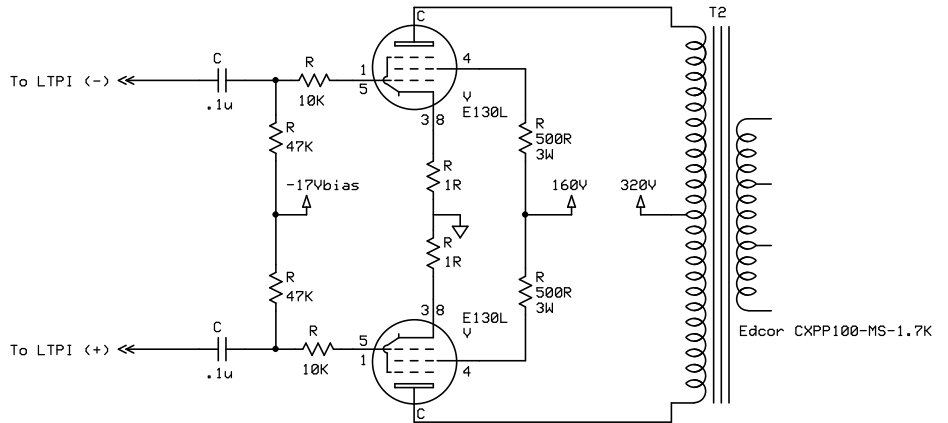 C
T2
C
R
4
To LTPI (-)
1
.1u
10K
5
V
E130L
3 8
R
47K
R
500R
3W
R
1R
-17Vbias
160V
320V
R
1R
R
47K
R
500R
3W
3 8
E130L
V
Edcor CXPP100-MS-1.7K
C
R
5
To LTPI (+)
1
.1u
10K
4
C